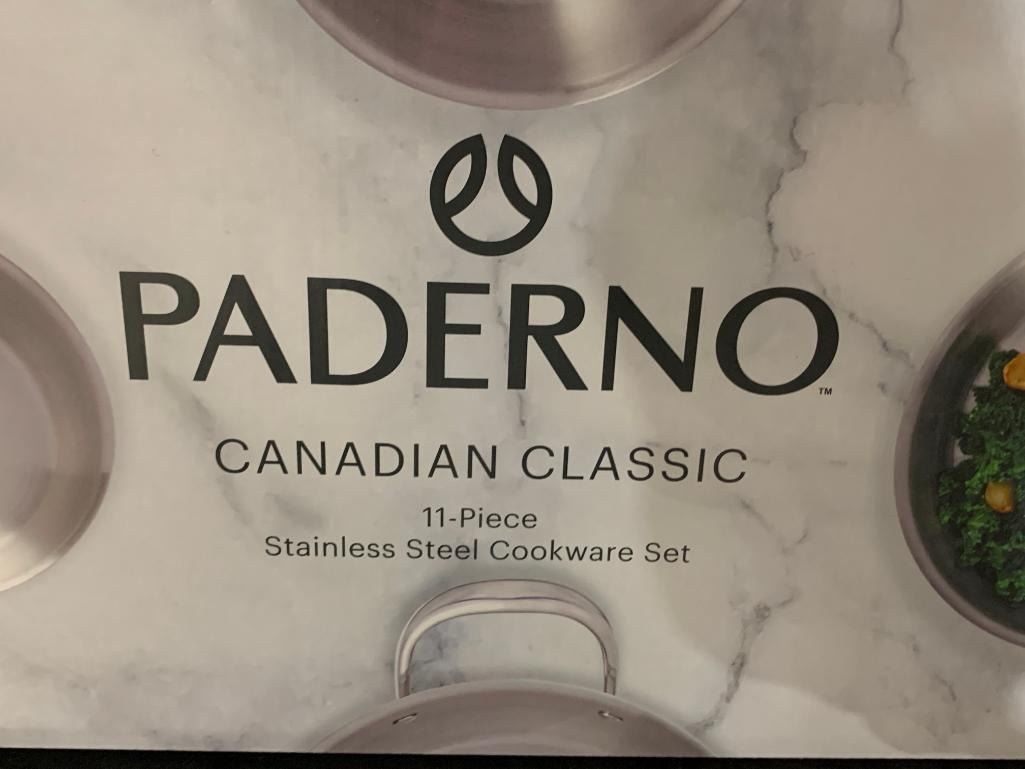 PADERNO™
CANADIAN CLASSIC
11-Piece
Stainless Steel Cookware Set